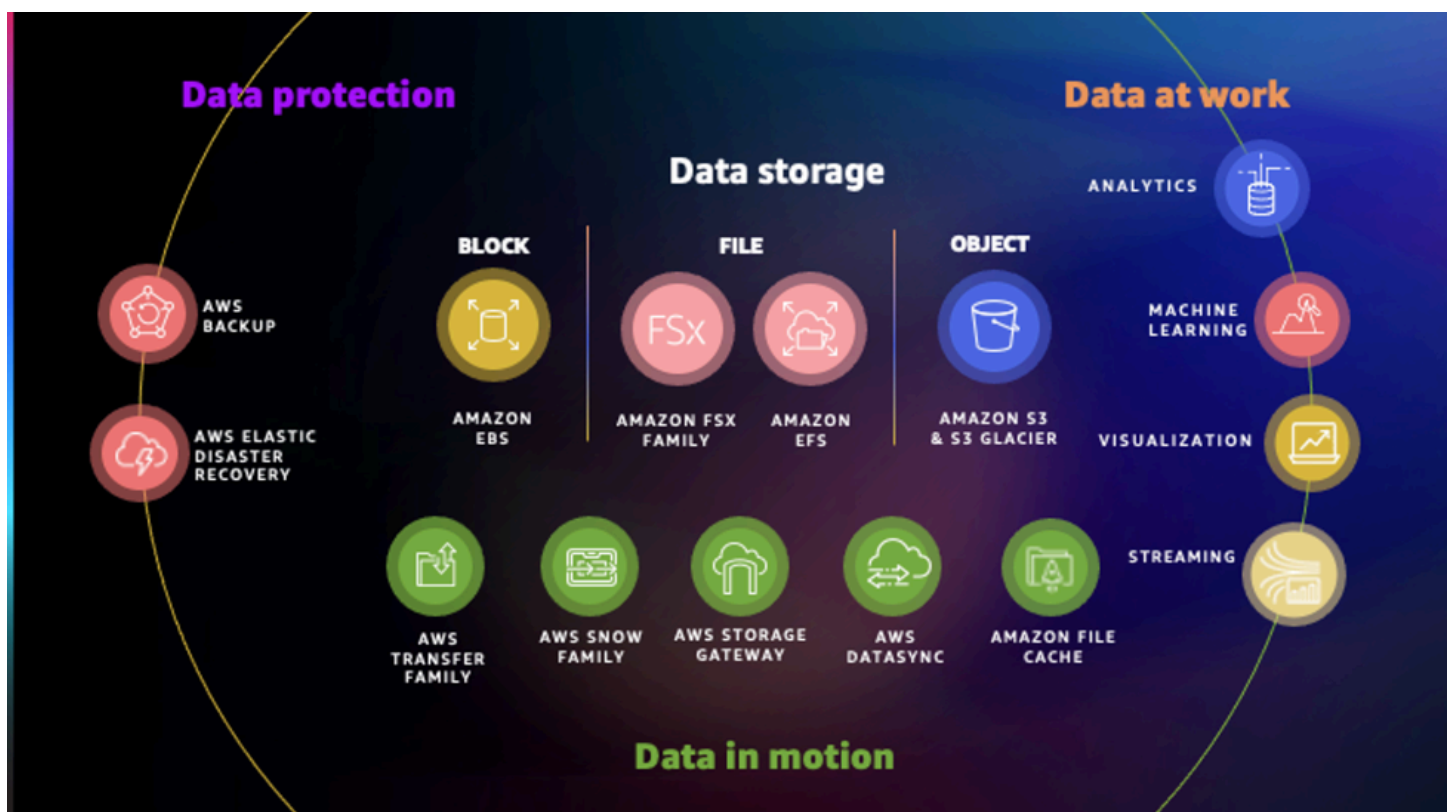 Data protection
Data at work
Data storage
ANALYTICS
BLOCK
FILE
OBJECT
AWS
BACKUP
FSx
MACHINE
LEARNING
AMAZON
EBS
AMAZON FSX
FAMILY
AMAZON
EFS
AMAZON S3
& S3 GLACIER
VISUALIZATION
AWS ELASTIC
DISASTER
RECOVERY
STREAMING
AWS
TRANSFER
FAMILY
AWS SNOW
FAMILY
AWS STORAGE
GATEWAY
AWS
DATASYNC
AMAZON FILE
CACHE
Data in motion